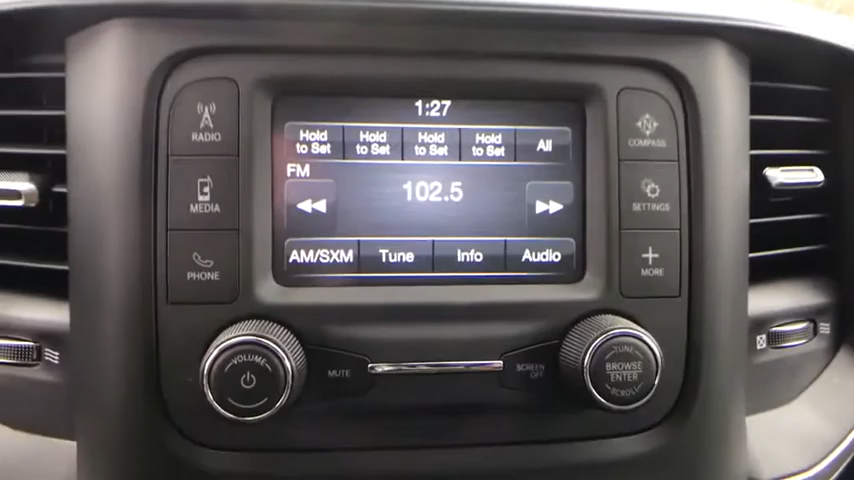 1:27
Hold to Set
Hold to Set
Hold to Set
Hold to Set
All
FM
102.5
AM/SXM
Tune
Info
Audio
RADIO
MEDIA
PHONE
N
COMPASS
SETTINGS
MORE
VOLUME
MUTE
SCREEN OFF
TUNE
BROWSE
ENTER
SCROLL